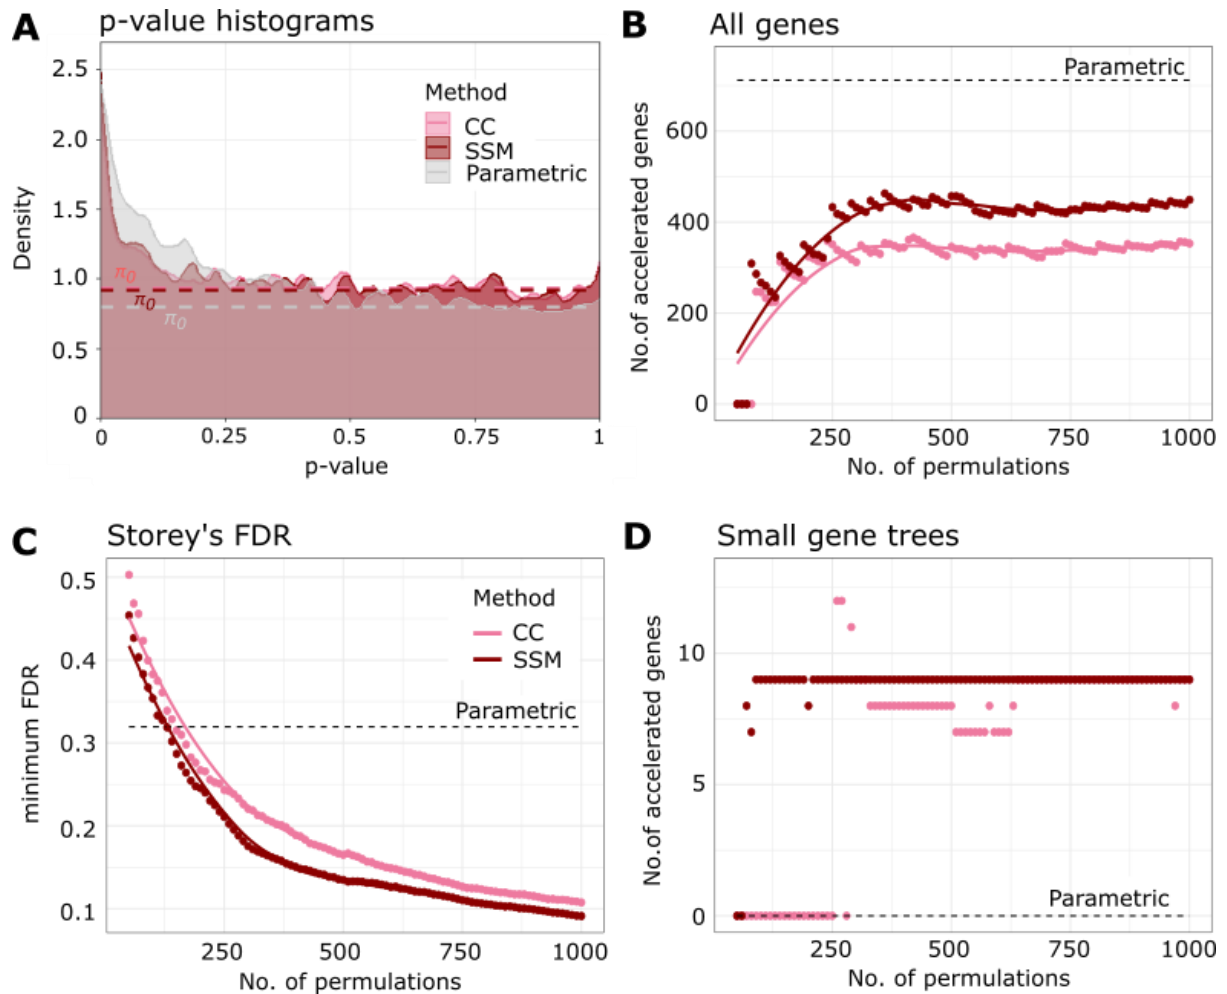 A
p-value histograms
2.5
2.0
1.5
1.0
0.5
0
Density
Method
CC
SSM
Parametric
π0
π0
π0
0
0.25
0.5
0.75
1
p-value
B
All genes
Parametric
600
400
200
0
No.of accelerated genes
250
500
750
1000
No. of permulations
C
Storey's FDR
0.5
0.4
0.3
0.2
0.1
minimum FDR
Method
CC
SSM
Parametric
250
500
750
1000
No. of permulations
D
Small gene trees
10
5
0
No.of accelerated genes
Parametric
250
500
750
1000
No. of permulations